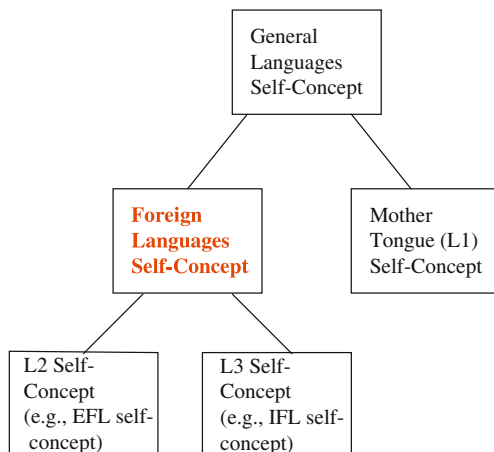 General
Languages
Self-Concept
Foreign
Languages
Self-Concept
Mother
Tongue (L1)
Self-Concept
L2 Self-
Concept
(e.g., EFL self-
concept)
L3 Self-
Concept
(e.g., IFL self-
concept)